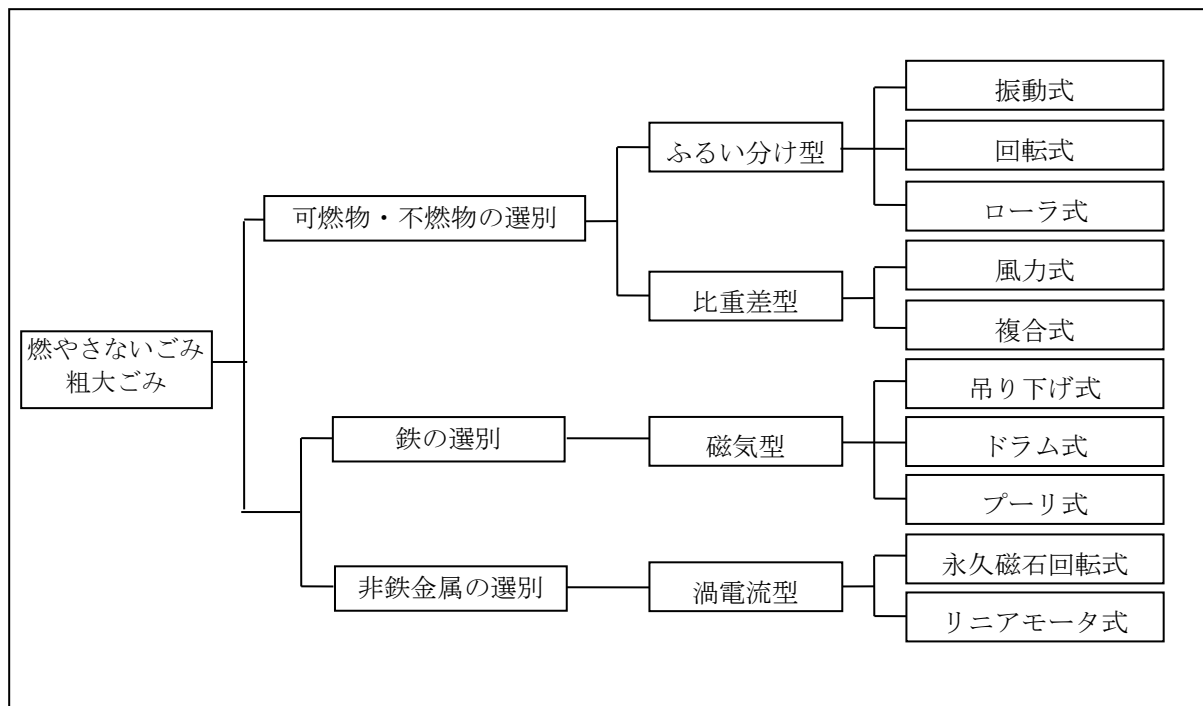 燃やさないごみ
粗大ごみ
可燃物・不燃物の選別
ふるい分け型
振動式
回転式
ローラ式
比重差型
風力式
複合式
鉄の選別
磁気型
吊り下げ式
ドラム式
プーリ式
非鉄金属の選別
渦電流型
永久磁石回転式
リニアモータ式